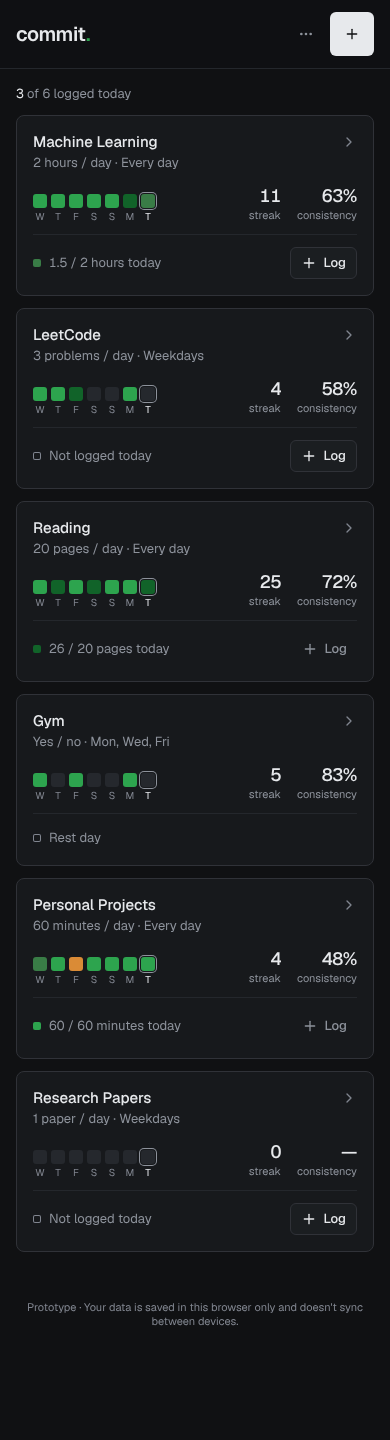 commit.
3 of 6 logged today
Machine Learning
2 hours / day · Every day
11 63%
W T F S S M T streak consistency
1.5 / 2 hours today + Log
LeetCode
3 problems / day · Weekdays
4 58%
W T F S S M T streak consistency
Not logged today + Log
Reading
20 pages / day · Every day
25 72%
W T F S S M T streak consistency
26 / 20 pages today + Log
Gym
Yes / no · Mon, Wed, Fri
5 83%
W T F S S M T streak consistency
Rest day
Personal Projects
60 minutes / day · Every day
4 48%
W T F S S M T streak consistency
60 / 60 minutes today + Log
Research Papers
1 paper / day · Weekdays
0 —
W T F S S M T streak consistency
Not logged today + Log
Prototype · Your data is saved in this browser only and doesn't sync
between devices.